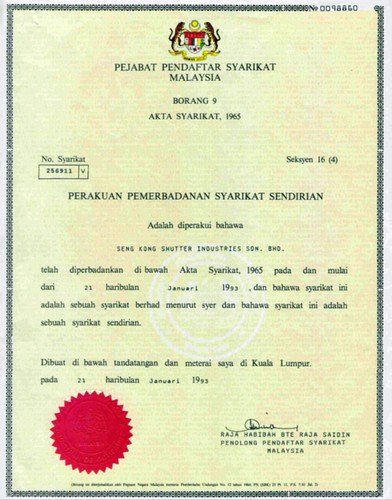 No 0098860
PEJABAT PENDAFTAR SYARIKAT
MALAYSIA
BORANG 9
AKTA SYARIKAT, 1965
No. Syarikat
Seksyen 16 (4)
256911 V
PERAKUAN PEMERBADANAN SYARIKAT SENDIRIAN
Adalah diperakui bahawa
SENG KONG SHUTTER INDUSTRIES SDN. BHD.
telah diperbadankan di bawah Akta Syarikat, 1965 pada dan mulai
dari 21 haribulan Januari 1993 , dan bahawa syarikat ini
adalah sebuah syarikat berhad menurut syer dan bahawa syarikat ini adalah
sebuah syarikat sendirian.
Dibuat di bawah tandatangan dan meterai saya di Kuala Lumpur.
pada 21 haribulan Januari 1993
RAJA HABIBAH BTE RAJA SAIDIN
PENOLONG PENDAFTAR SYARIKAT
MALAYSIA